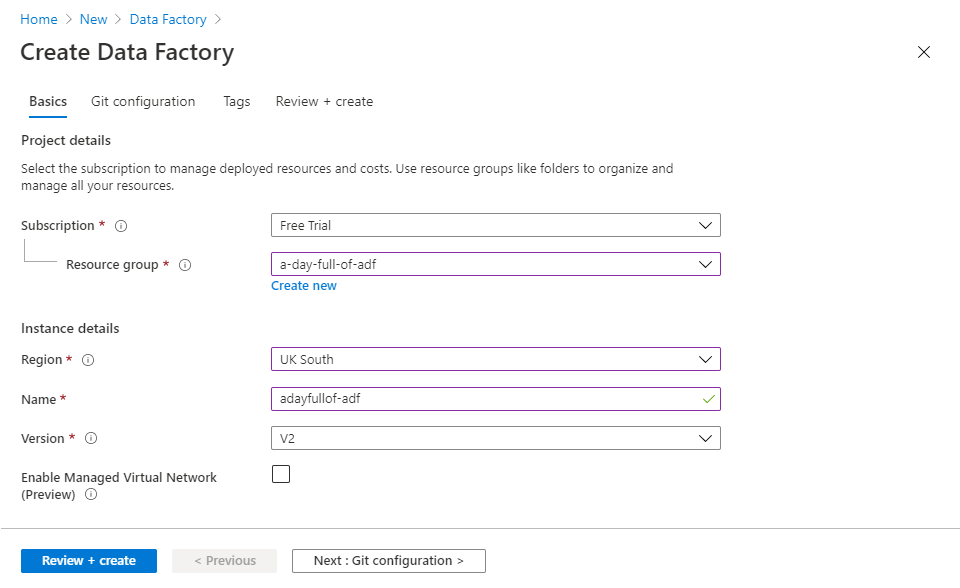 Home > New > Data Factory >
Create Data Factory
Basics Git configuration Tags Review + create
Project details
Select the subscription to manage deployed resources and costs. Use resource groups like folders to organize and
manage all your resources.
Subscription * Free Trial
Resource group * a-day-full-of-adf
Create new
Instance details
Region * UK South
Name * adayfullof-adf
Version * V2
Enable Managed Virtual Network
(Preview)
Review + create < Previous Next : Git configuration >